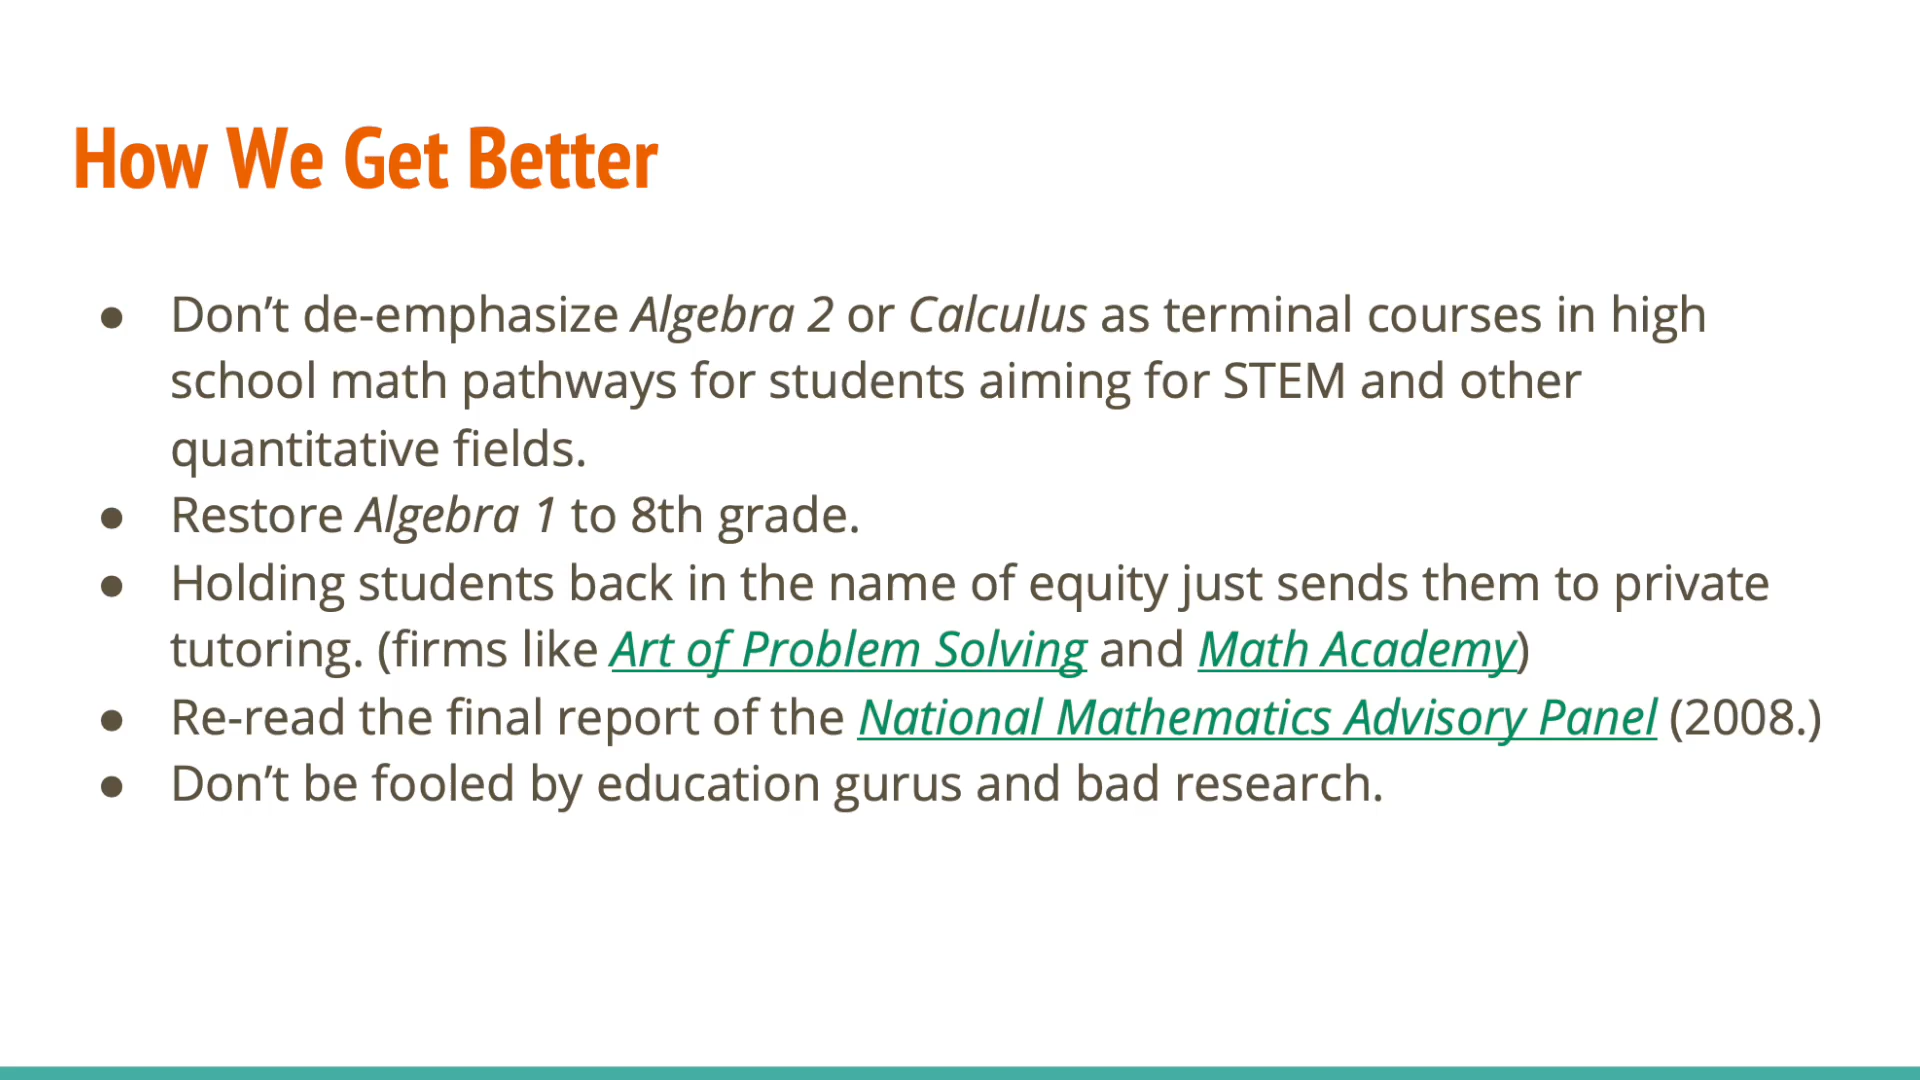 How We Get Better
● Don’t de-emphasize Algebra 2 or Calculus as terminal courses in high
school math pathways for students aiming for STEM and other
quantitative fields.
● Restore Algebra 1 to 8th grade.
● Holding students back in the name of equity just sends them to private
tutoring. (firms like Art of Problem Solving and Math Academy)
● Re-read the final report of the National Mathematics Advisory Panel (2008.)
● Don’t be fooled by education gurus and bad research.